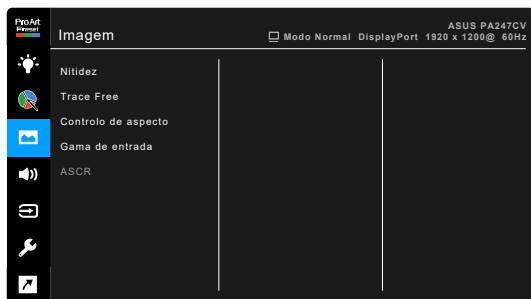 ProArt
Preset
Imagem
ASUS PA247CV
Modo Normal DisplayPort 1920 x 1200@ 60Hz
Nitidez
Trace Free
Controlo de aspecto
Gama de entrada
ASCR